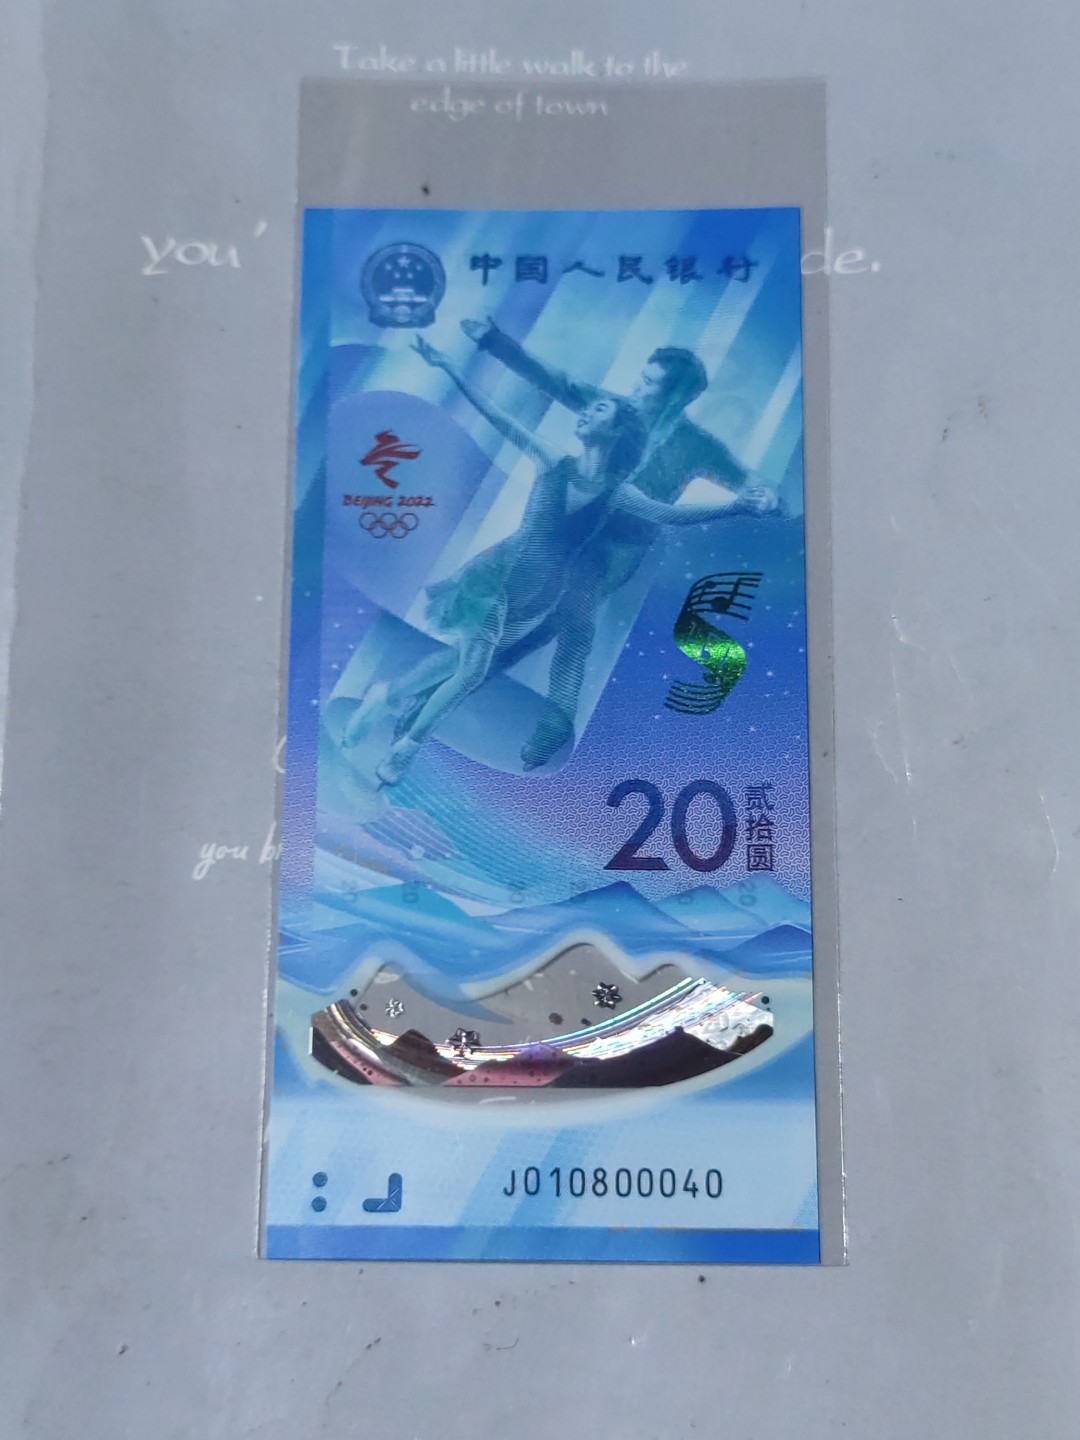 Take a little walk to the
edge of town
you'
de.
中国人民银行
BEIJING 2022
20
贰拾圆
you b
J010800040